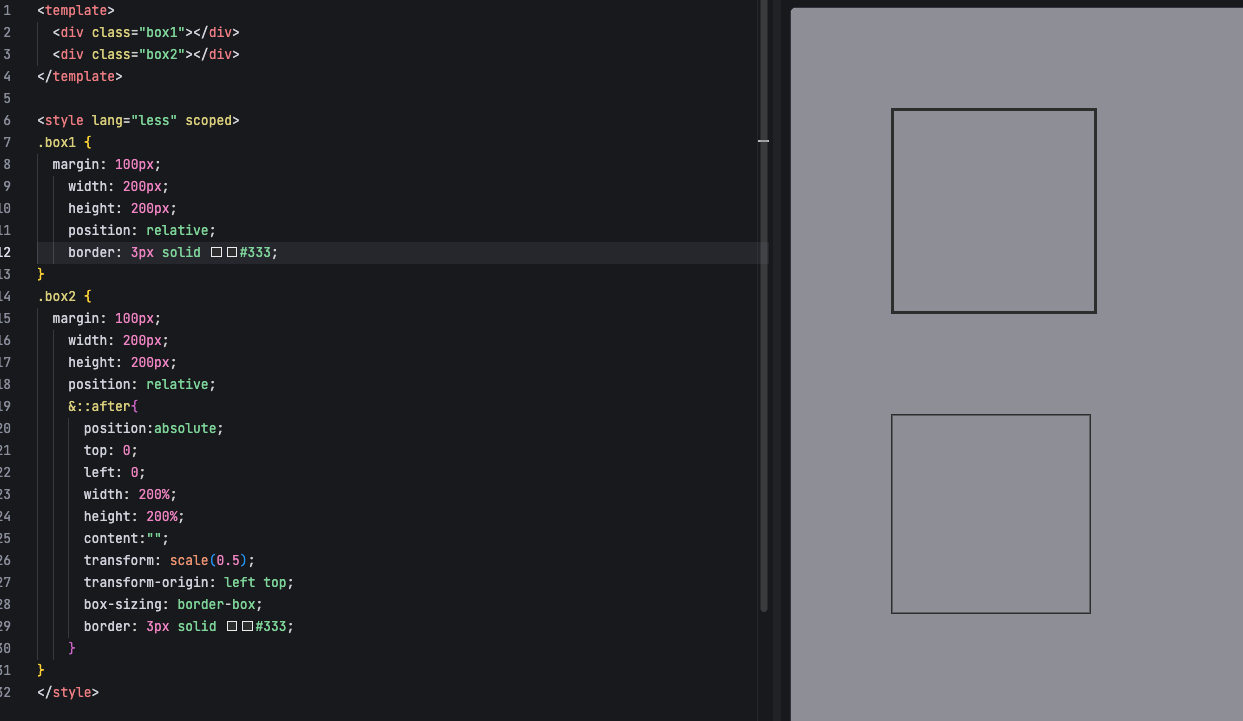 1 <template>
2 <div class="box1"></div>
3 <div class="box2"></div>
4 </template>
5
6 <style lang="less" scoped>
7 .box1 {
8 margin: 100px;
9 width: 200px;
10 height: 200px;
11 position: relative;
12 border: 3px solid #333;
13 }
14 .box2 {
15 margin: 100px;
16 width: 200px;
17 height: 200px;
18 position: relative;
19 &::after{
20 position:absolute;
21 top: 0;
22 left: 0;
23 width: 200%;
24 height: 200%;
25 content:"";
26 transform: scale(0.5);
27 transform-origin: left top;
28 box-sizing: border-box;
29 border: 3px solid #333;
30 }
31 }
32 </style>